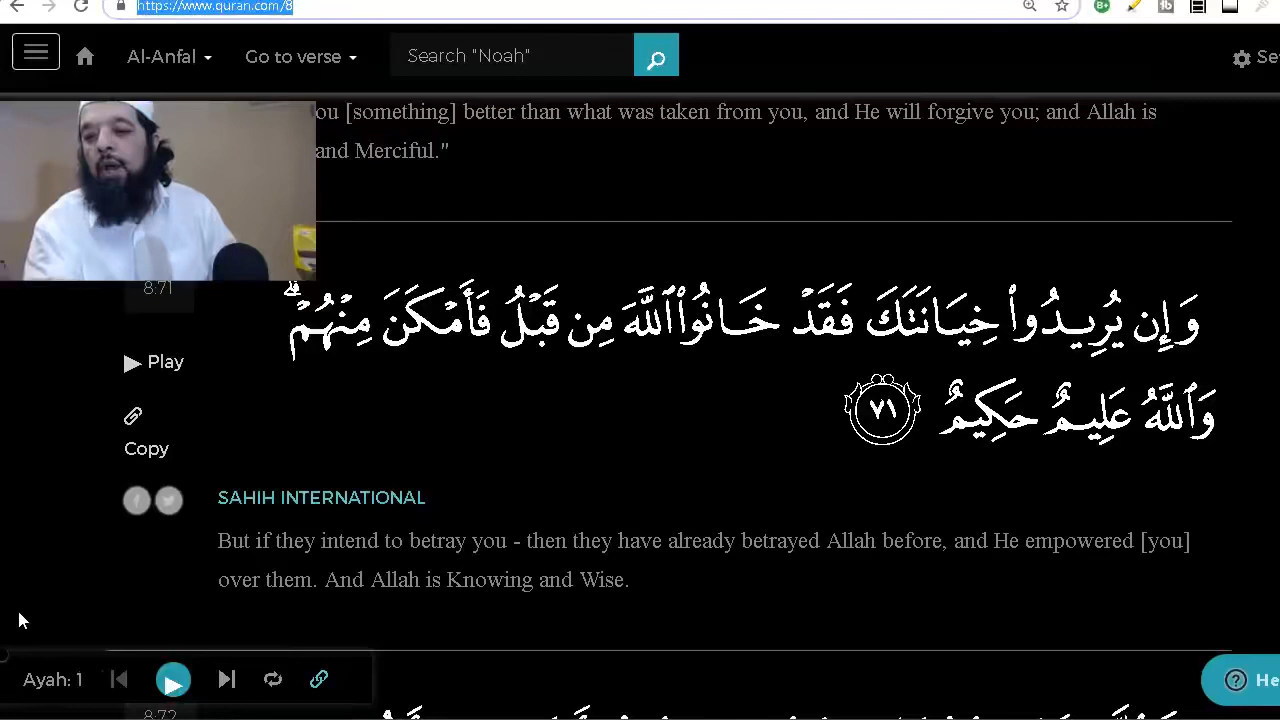 https://www.quran.com/8
Al-Anfal
Go to verse
Search "Noah"
ou [something] better than what was taken from you, and He will forgive you; and Allah is
and Merciful."
8:71
وَإِن يُرِيدُوا۟ خِيَانَتَكَ فَقَدْ خَانُوا۟ ٱللَّهَ مِن قَبْلُ فَأَمْكَنَ مِنْهُمْ ۗ
وَٱللَّهُ عَلِيمٌ حَكِيمٌ ٧١
Play
Copy
SAHIH INTERNATIONAL
But if they intend to betray you - then they have already betrayed Allah before, and He empowered [you]
over them. And Allah is Knowing and Wise.
Ayah: 1
He
8:72